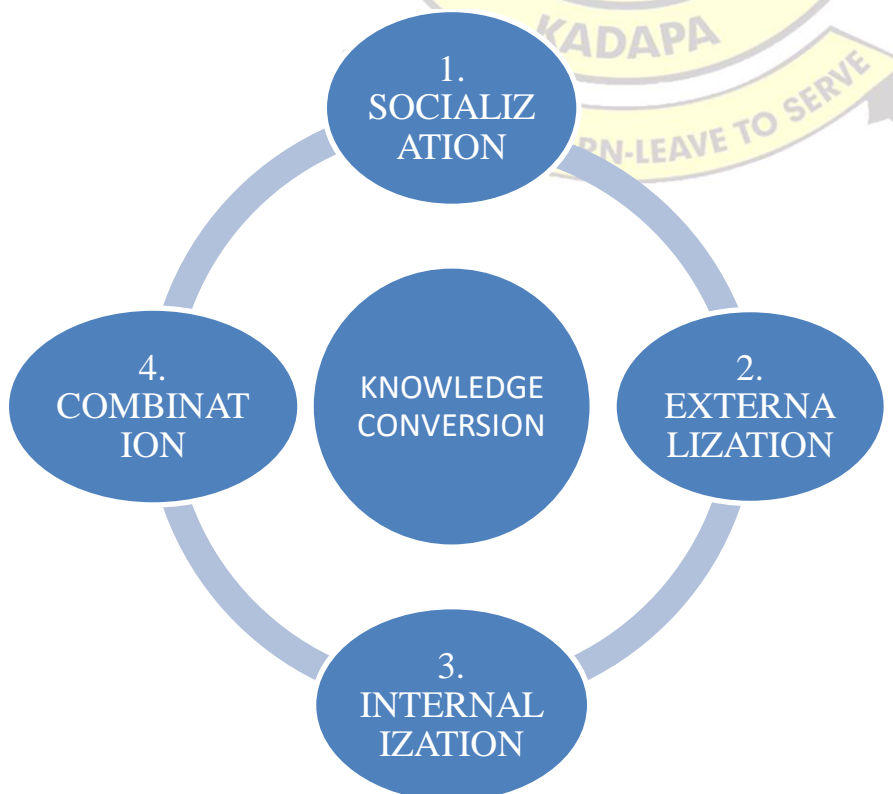 KADAPA
RN-LEAVE TO SERVE
1.
SOCIALIZ
ATION
4.
COMBINAT
ION
KNOWLEDGE
CONVERSION
2.
EXTERNA
LIZATION
3.
INTERNAL
IZATION